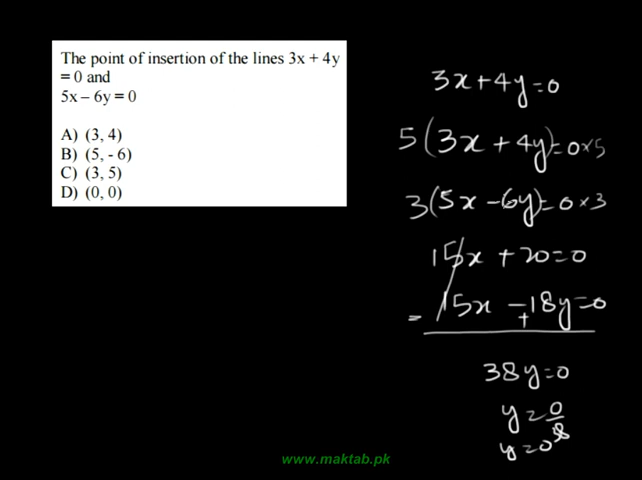 The point of insertion of the lines 3x + 4y
= 0 and
5x – 6y = 0
A) (3, 4)
B) (5, - 6)
C) (3, 5)
D) (0, 0)
3x+4y=0
5(3x+4y)=0×5
3(5x-6y)=0×3
15x+20=0
15x-18y=0
- +
38y=0
y=0/38
y=0
www.maktab.pk